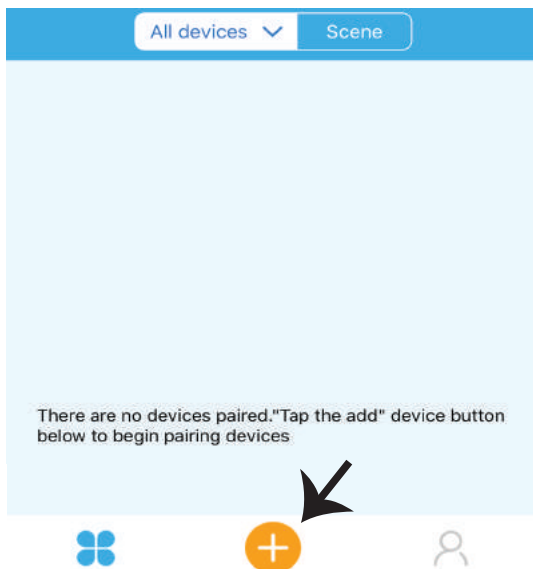 All devices Scene
There are no devices paired."Tap the add" device button
below to begin pairing devices